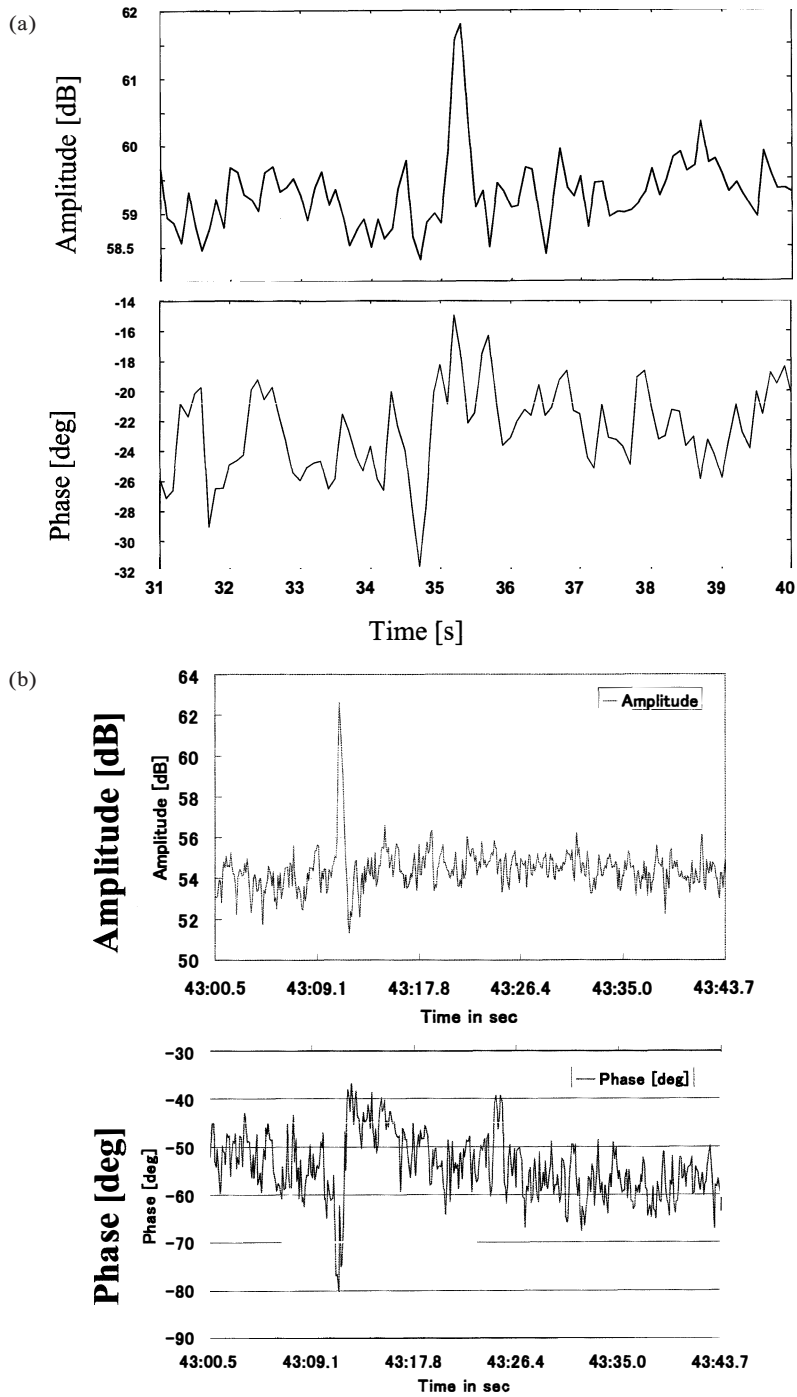 (a)
Amplitude [dB]
62
61
60
59
58.5
Phase [deg]
-14
-16
-18
-20
-22
-24
-26
-28
-30
-32
31 32 33 34 35 36 37 38 39 40
Time [s]
(b)
Amplitude [dB]
Amplitude [dB]
64
62
60
58
56
54
52
50
Amplitude
43:00.5 43:09.1 43:17.8 43:26.4 43:35.0 43:43.7
Time in sec
Phase [deg]
Phase [deg]
-30
-40
-50
-60
-70
-80
-90
Phase [deg]
43:00.5 43:09.1 43:17.8 43:26.4 43:35.0 43:43.7
Time in sec